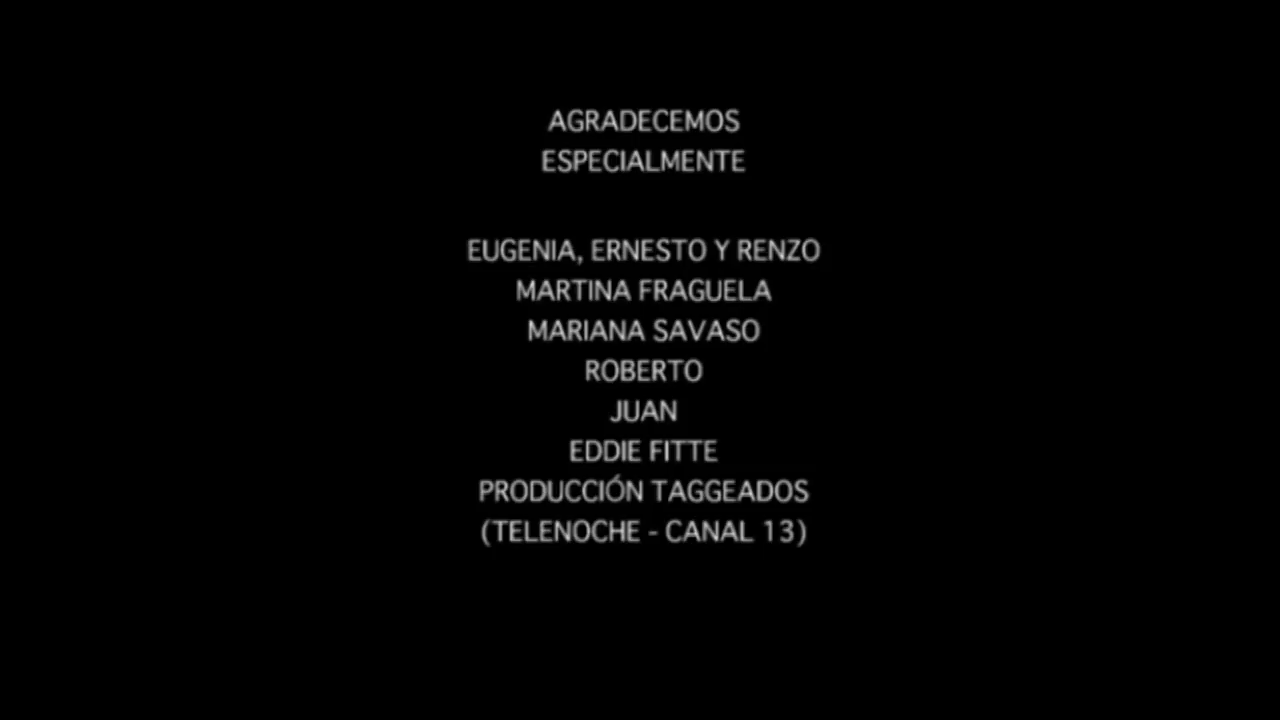 AGRADECEMOS
ESPECIALMENTE
EUGENIA, ERNESTO Y RENZO
MARTINA FRAGUELA
MARIANA SAVASO
ROBERTO
JUAN
EDDIE FITTE
PRODUCCIÓN TAGGEADOS
(TELENOCHE - CANAL 13)